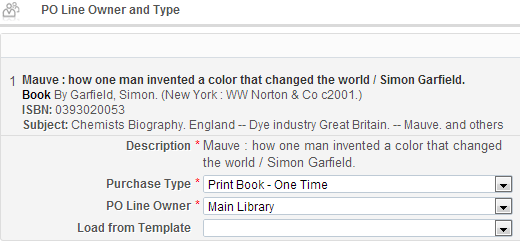 PO Line Owner and Type
1 Mauve : how one man invented a color that changed the world / Simon Garfield.
Book By Garfield, Simon. (New York : WW Norton & Co c2001.)
ISBN: 0393020053
Subject: Chemists Biography. England -- Dye industry Great Britain. -- Mauve. and others
Description * Mauve : how one man invented a color that changed
the world / Simon Garfield.
Purchase Type * Print Book - One Time
PO Line Owner * Main Library
Load from Template